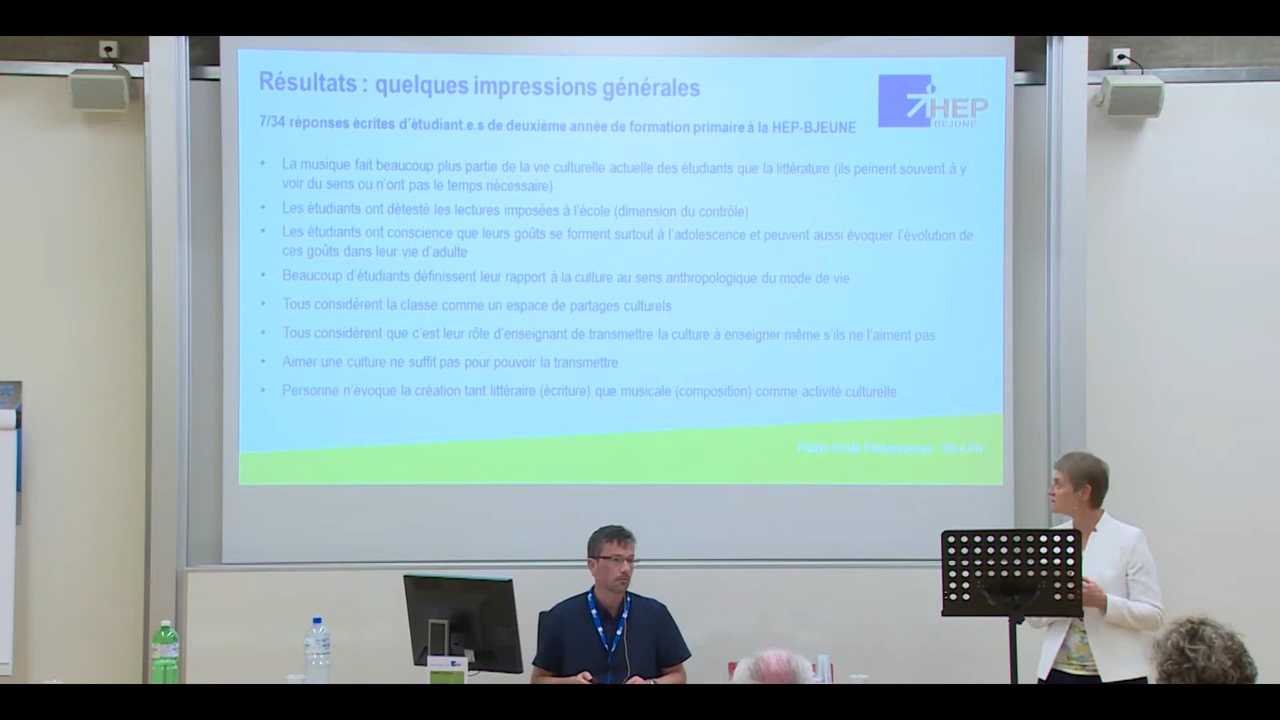 Résultats : quelques impressions générales
HEP
BEJUNE
7/34 réponses écrites d'étudiant.e.s de deuxième année de formation primaire à la HEP-BJEUNE
• La musique fait beaucoup plus partie de la vie culturelle actuelle des étudiants que la littérature (ils peinent souvent à y
voir du sens ou n'ont pas le temps nécessaire)
• Les étudiants ont détesté les lectures imposées à l'école (dimension du contrôle)
• Les étudiants ont conscience que leurs goûts se forment surtout à l'adolescence et peuvent aussi évoquer l'évolution de
ces goûts dans leur vie d'adulte
• Beaucoup d'étudiants définissent leur rapport à la culture au sens anthropologique du mode de vie
• Tous considèrent la classe comme un espace de partages culturels
• Tous considèrent que c'est leur rôle d'enseignant de transmettre la culture à enseigner même s'ils ne l'aiment pas
• Aimer une culture ne suffit pas pour pouvoir la transmettre
• Personne n'évoque la création tant littéraire (écriture) que musicale (composition) comme activité culturelle
HEP